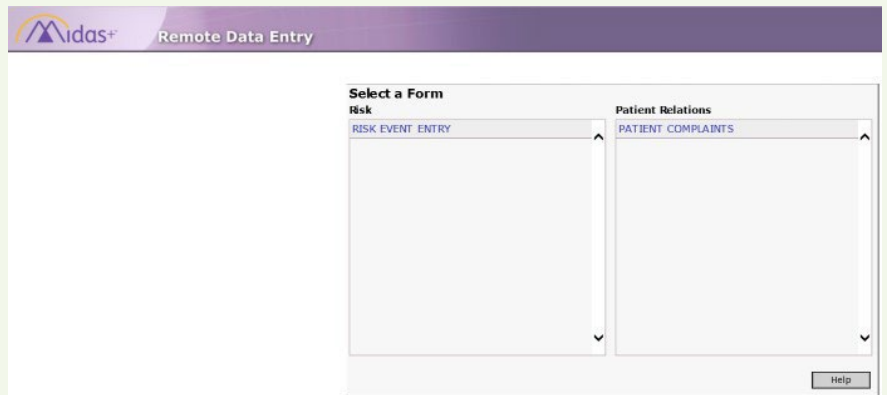 Midas+ Remote Data Entry
Select a Form
Risk Patient Relations
RISK EVENT ENTRY PATIENT COMPLAINTS
Help